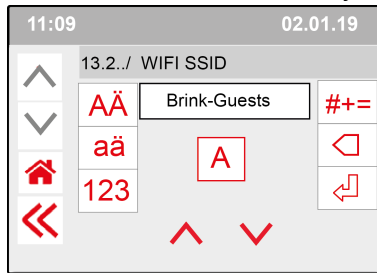 11:09 02.01.19
13.2../ WIFI SSID
AÄ Brink-Guests #+=
aä A
123